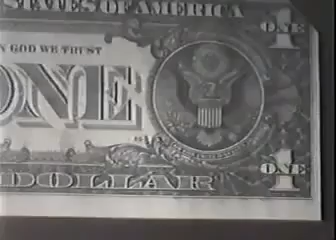 STATES OF AMERICA
ONE
1
N GOD WE TRUST
ONE
ONE
1
DOLLAR